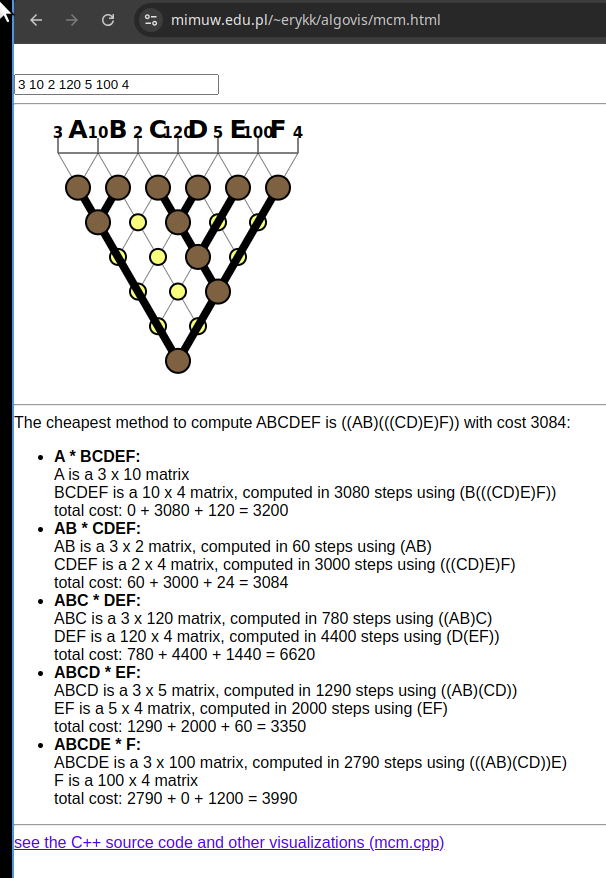 mimuw.edu.pl/~erykk/algovis/mcm.html
3 10 2 120 5 100 4
3 A 10 B 2 C 120 D 5 E 100 F 4
The cheapest method to compute ABCDEF is ((AB)(((CD)E)F)) with cost 3084:
• A * BCDEF:
A is a 3 x 10 matrix
BCDEF is a 10 x 4 matrix, computed in 3080 steps using (B(((CD)E)F))
total cost: 0 + 3080 + 120 = 3200
• AB * CDEF:
AB is a 3 x 2 matrix, computed in 60 steps using (AB)
CDEF is a 2 x 4 matrix, computed in 3000 steps using (((CD)E)F)
total cost: 60 + 3000 + 24 = 3084
• ABC * DEF:
ABC is a 3 x 120 matrix, computed in 780 steps using ((AB)C)
DEF is a 120 x 4 matrix, computed in 4400 steps using (D(EF))
total cost: 780 + 4400 + 1440 = 6620
• ABCD * EF:
ABCD is a 3 x 5 matrix, computed in 1290 steps using ((AB)(CD))
EF is a 5 x 4 matrix, computed in 2000 steps using (EF)
total cost: 1290 + 2000 + 60 = 3350
• ABCDE * F:
ABCDE is a 3 x 100 matrix, computed in 2790 steps using (((AB)(CD))E)
F is a 100 x 4 matrix
total cost: 2790 + 0 + 1200 = 3990
see the C++ source code and other visualizations (mcm.cpp)